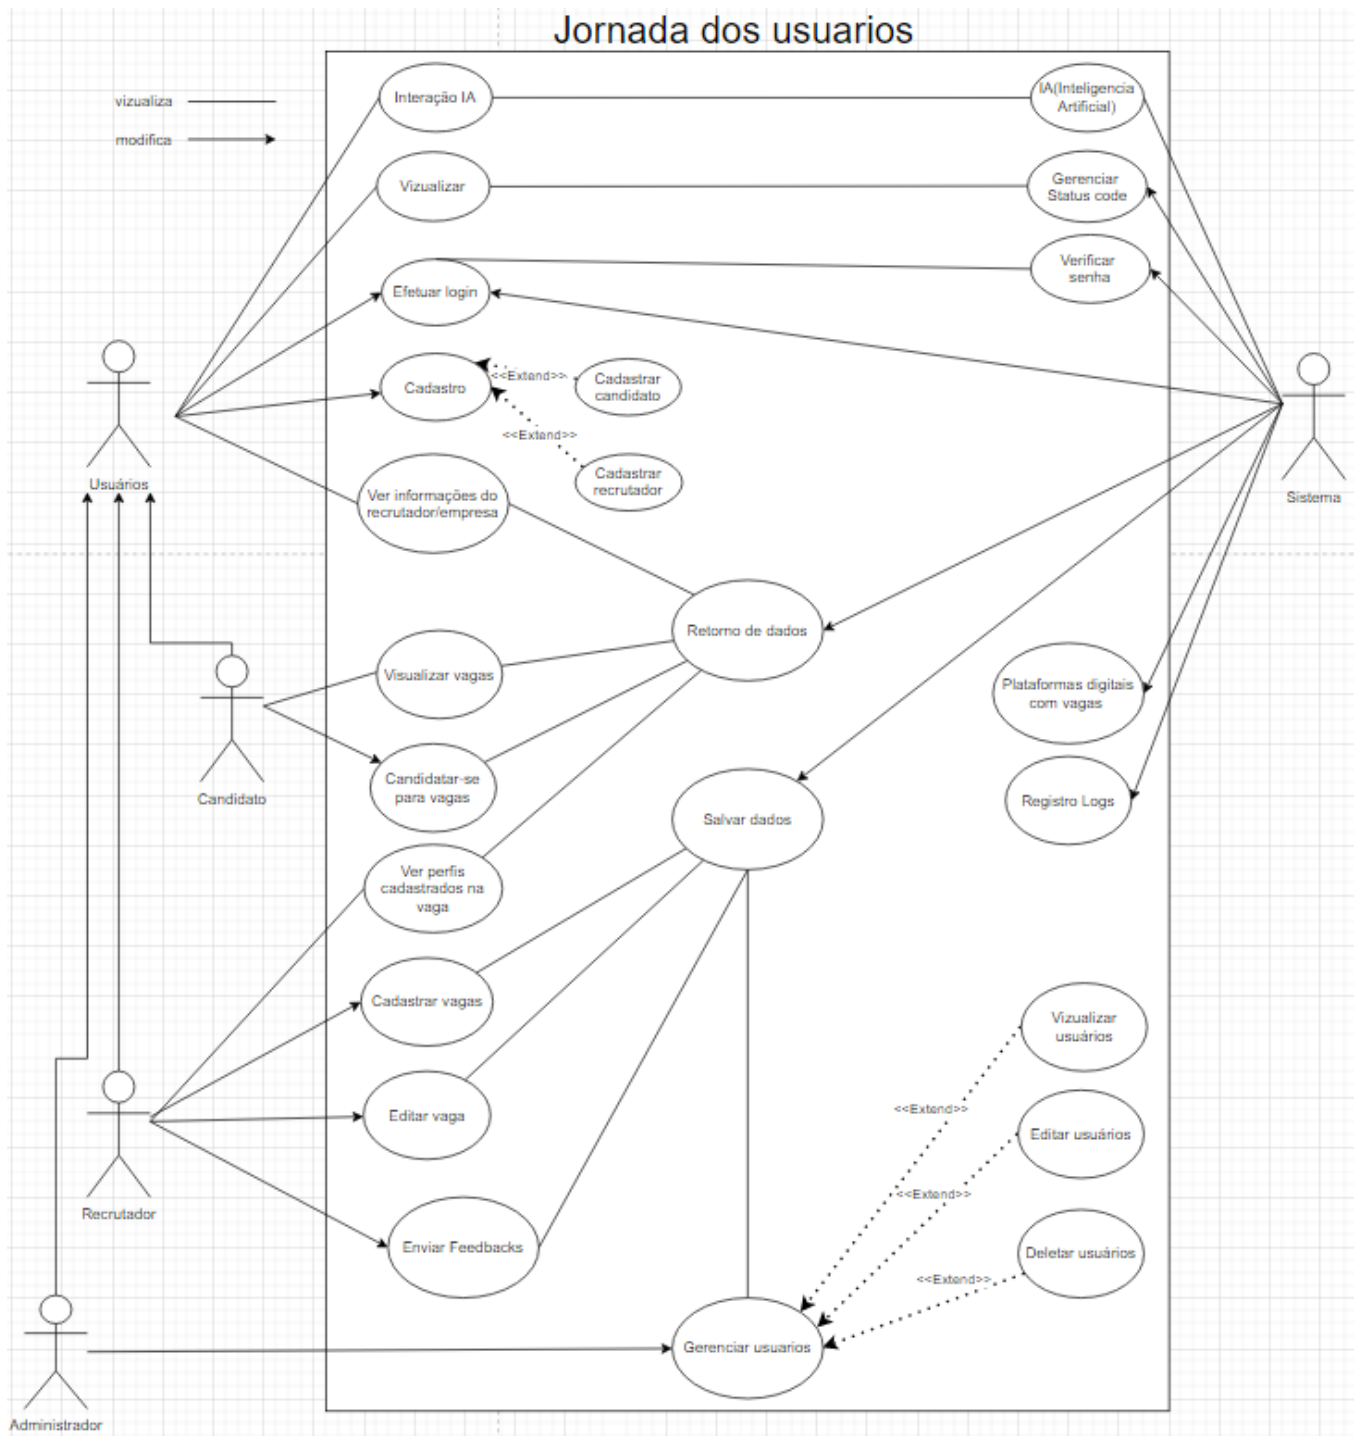 Jornada dos usuarios
vizualiza
modifica
Interação IA
IA(Inteligencia
Artificial)
Vizualizar
Gerenciar
Status code
Efetuar login
Verificar
senha
Cadastro
<<Extend>>
Cadastrar
candidato
<<Extend>>
Cadastrar
recrutador
Usuários
Sistema
Ver informações do
recrutador/empresa
Retorno de dados
Visualizar vagas
Plataformas digitais
com vagas
Candidato
Candidatar-se
para vagas
Salvar dados
Registro Logs
Ver perfis
cadastrados na
vaga
Cadastrar vagas
Vizualizar
usuários
Editar vaga
<<Extend>>
Editar usuários
<<Extend>>
Recrutador
Enviar Feedbacks
Deletar usuários
<<Extend>>
Gerenciar usuarios
Administrador